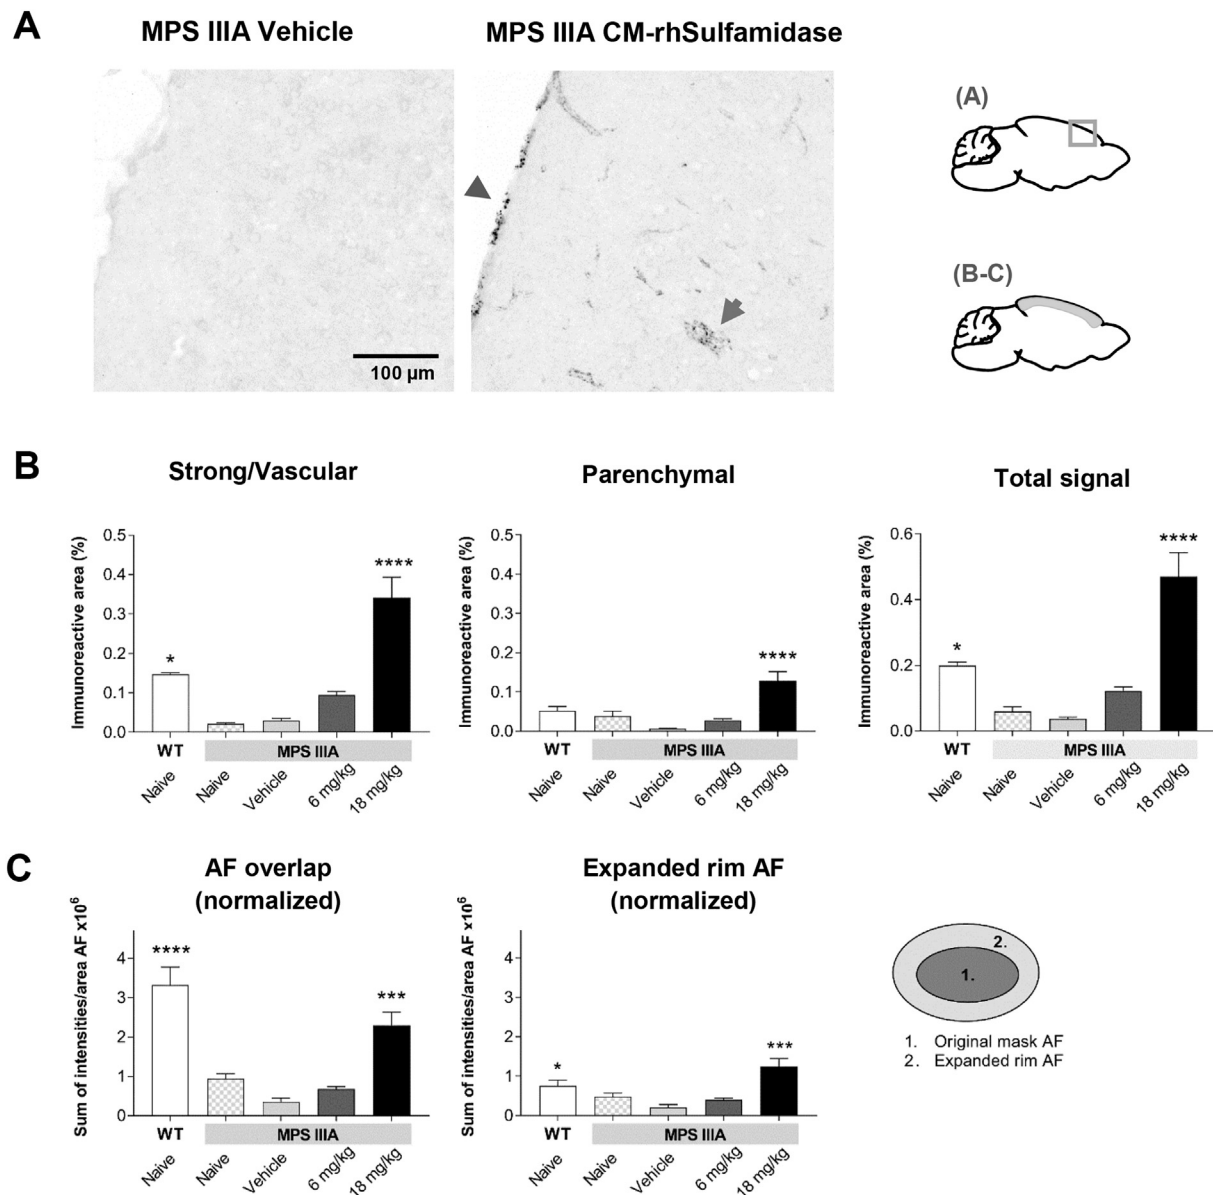 A
MPS IIIA Vehicle
MPS IIIA CM-rhSulfamidase
100 µm
(A)
(B-C)
B
Strong/Vascular
Immunoreactive area (%)
0.5
0.4
0.3
0.2
0.1
0.0
*
****
WT
MPS IIIA
Naive
Naive
Vehicle
6 mg/kg
18 mg/kg
Parenchymal
Immunoreactive area (%)
0.5
0.4
0.3
0.2
0.1
0.0
****
WT
MPS IIIA
Naive
Naive
Vehicle
6 mg/kg
18 mg/kg
Total signal
Immunoreactive area (%)
0.6
0.4
0.2
0.0
*
****
WT
MPS IIIA
Naive
Naive
Vehicle
6 mg/kg
18 mg/kg
C
AF overlap
(normalized)
Sum of intensities/area AF x10⁶
4
3
2
1
0
****
***
WT
MPS IIIA
Naive
Naive
Vehicle
6 mg/kg
18 mg/kg
Expanded rim AF
(normalized)
Sum of intensities/area AF x10⁶
4
3
2
1
0
*
***
WT
MPS IIIA
Naive
Naive
Vehicle
6 mg/kg
18 mg/kg
2.
1.
1. Original mask AF
2. Expanded rim AF